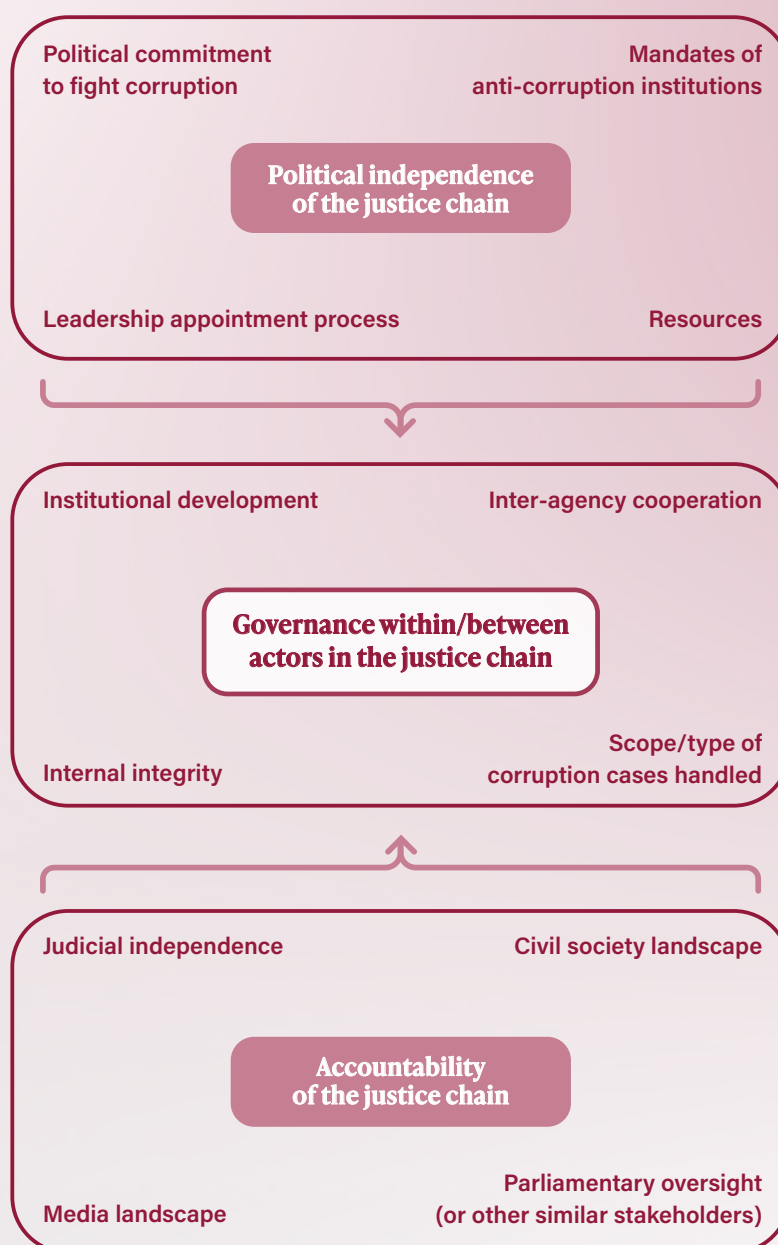 Political commitment
to fight corruption
Mandates of
anti-corruption institutions
Political independence
of the justice chain
Leadership appointment process
Resources
Institutional development
Inter-agency cooperation
Governance within/between
actors in the justice chain
Internal integrity
Scope/type of
corruption cases handled
Judicial independence
Civil society landscape
Accountability
of the justice chain
Media landscape
Parliamentary oversight
(or other similar stakeholders)